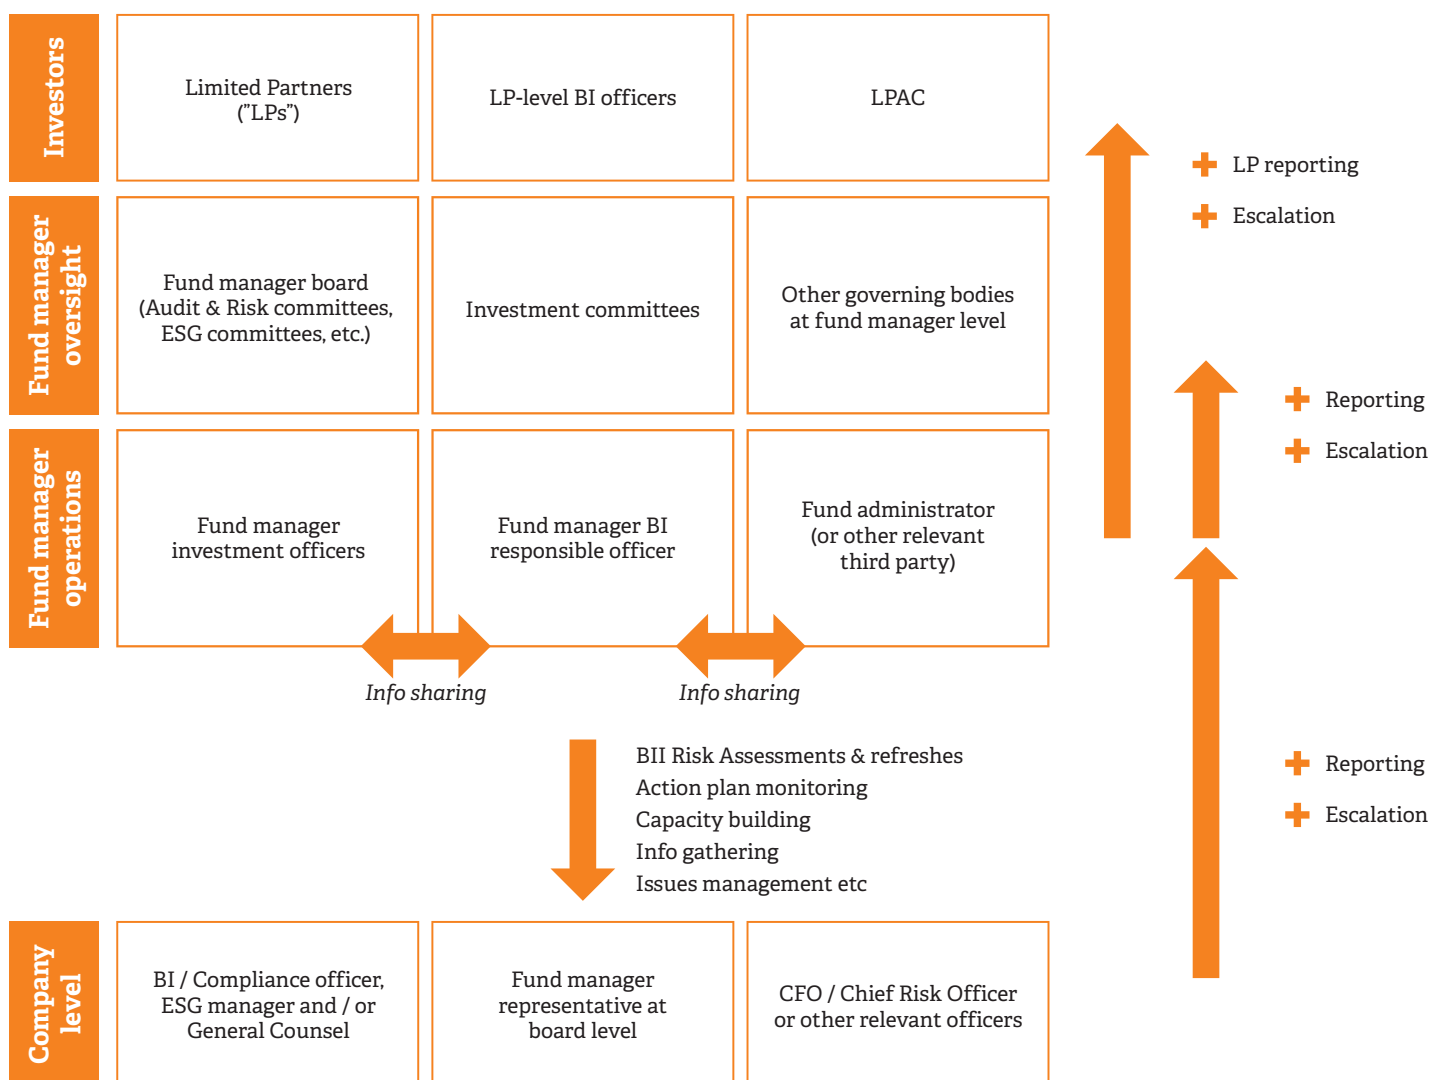 Investors
Limited Partners
("LPs")
LP-level BI officers
LPAC
LP reporting
Escalation
Fund manager
oversight
Fund manager board
(Audit & Risk committees,
ESG committees, etc.)
Investment committees
Other governing bodies
at fund manager level
Reporting
Escalation
Fund manager
operations
Fund manager
investment officers
Fund manager BI
responsible officer
Fund administrator
(or other relevant
third party)
Info sharing
Info sharing
BII Risk Assessments & refreshes
Action plan monitoring
Capacity building
Info gathering
Issues management etc
Reporting
Escalation
Company
level
BI / Compliance officer,
ESG manager and / or
General Counsel
Fund manager
representative at
board level
CFO / Chief Risk Officer
or other relevant officers